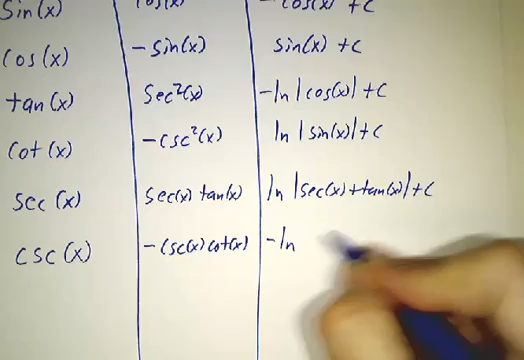 Sin(x) cos(x) - cos(x) + C
Cos(x) -sin(x) sin(x) + C
tan(x) Sec²(x) -ln|cos(x)| + C
Cot(x) -csc²(x) ln|sin(x)| + C
Sec(x) Sec(x) tan(x) ln|sec(x)+tan(x)| + C
CSC(x) -csc(x) cot(x) -ln